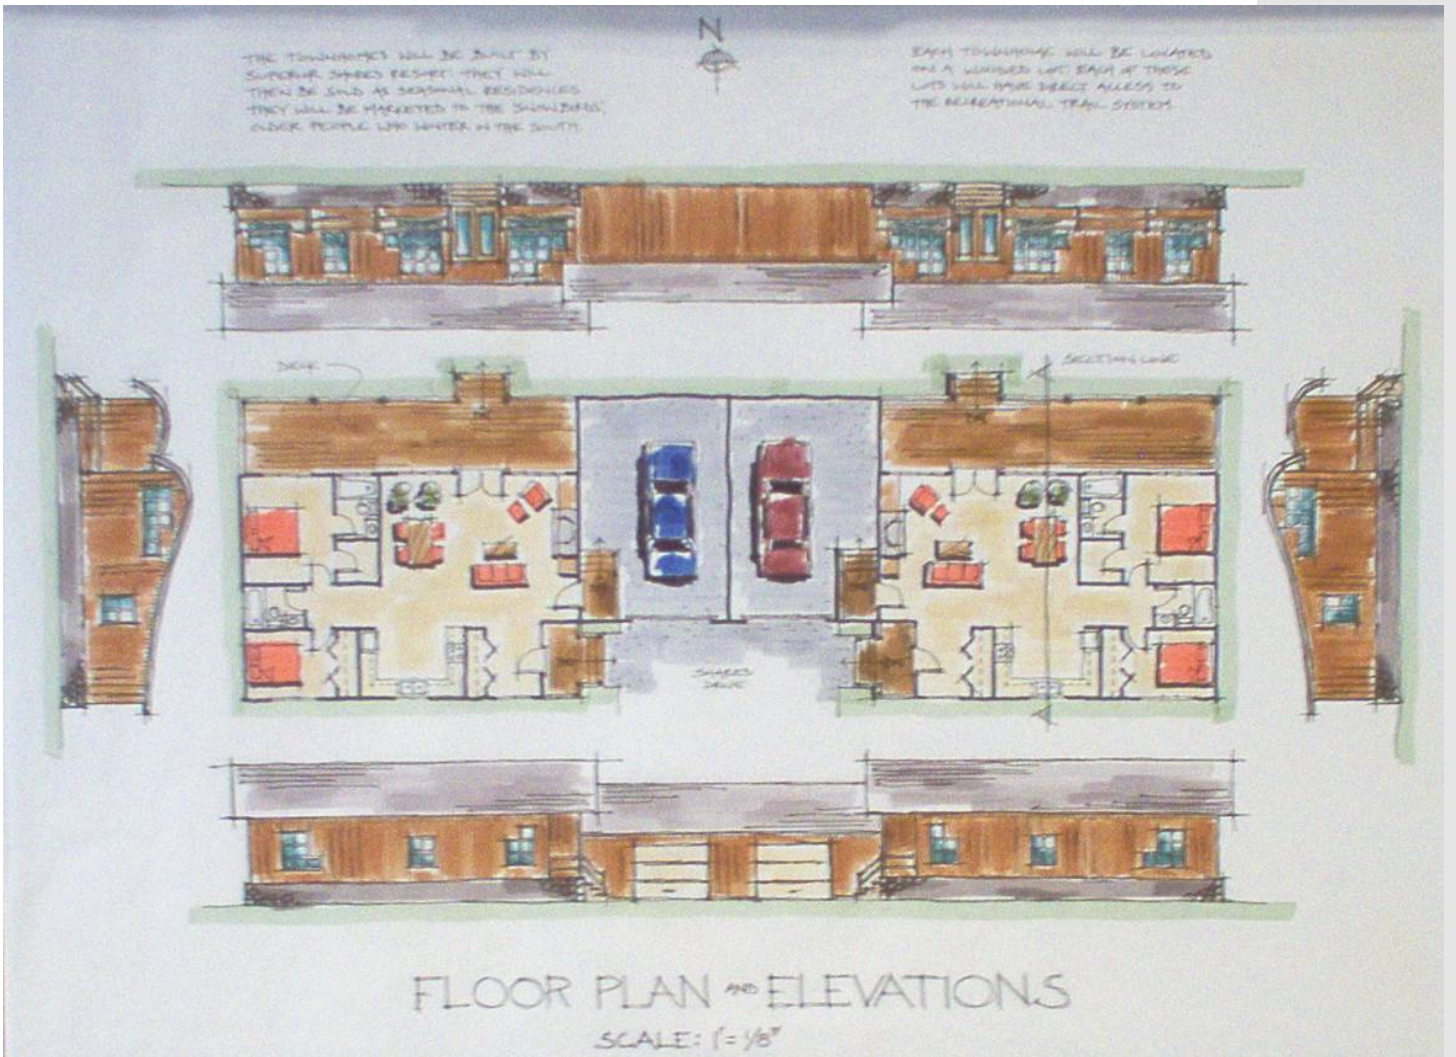 N
THE TOWNHOMES WILL BE BUILT BY
SUPERIOR SHORES RESORT. THEY WILL
THEN BE SOLD AS SEASONAL RESIDENCES
THEY WILL BE MARKETED TO THE 'SNOWBIRDS',
OLDER PEOPLE WHO WINTER IN THE SOUTH.
EACH TOWNHOME WILL BE LOCATED
ON A WOODED LOT. EACH OF THESE
LOTS WILL HAVE DIRECT ACCESS TO
THE RECREATIONAL TRAIL SYSTEM.
DECK
SECTION LINE
SHARED
DRIVE
FLOOR PLAN AND ELEVATIONS
SCALE: 1' = 1/8"